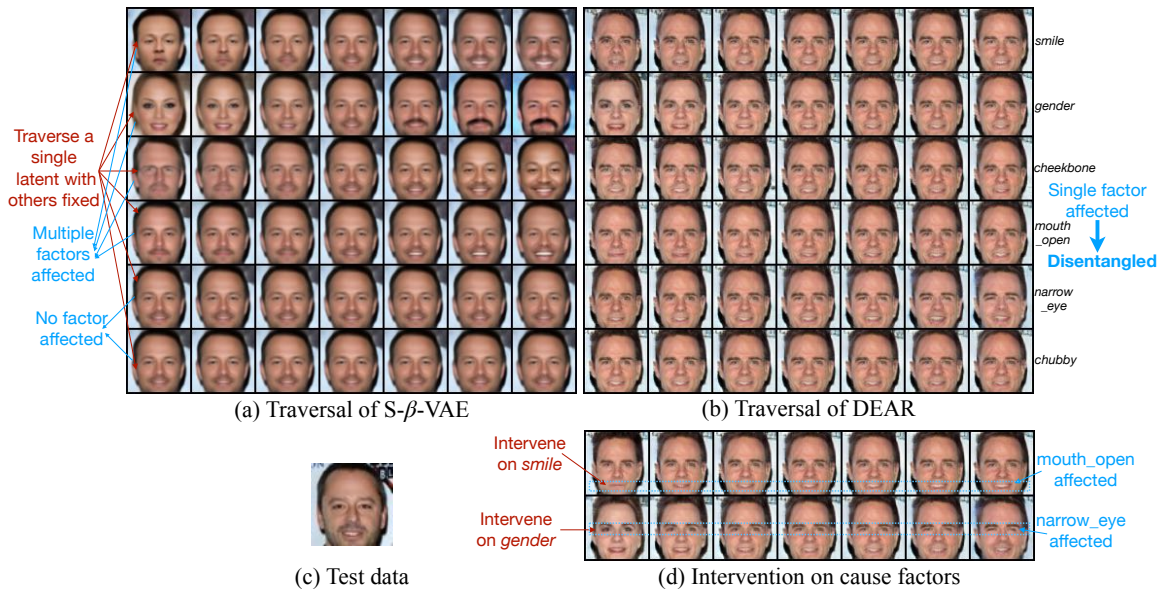 Traverse a
single
latent with
others fixed
Multiple
factors
affected
No factor
affected
(a) Traversal of S-β-VAE
smile
gender
cheekbone
mouth
_open
narrow
_eye
chubby
Single factor
affected
Disentangled
(b) Traversal of DEAR
(c) Test data
Intervene
on smile
Intervene
on gender
mouth_open
affected
narrow_eye
affected
(d) Intervention on cause factors